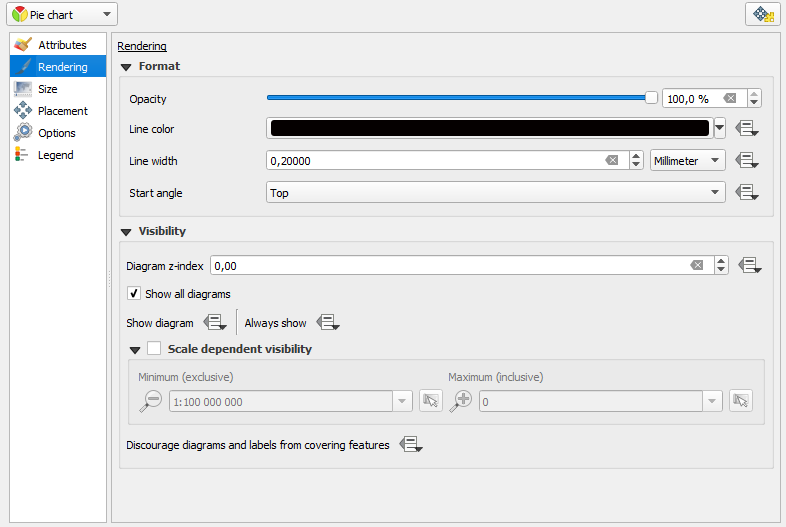 Pie chart
Attributes
Rendering
Size
Placement
Options
Legend
Rendering
Format
Opacity 100,0 %
Line color
Line width 0,20000 Millimeter
Start angle Top
Visibility
Diagram z-index 0,00
Show all diagrams
Show diagram Always show
Scale dependent visibility
Minimum (exclusive) Maximum (inclusive)
1:100 000 000 0
Discourage diagrams and labels from covering features